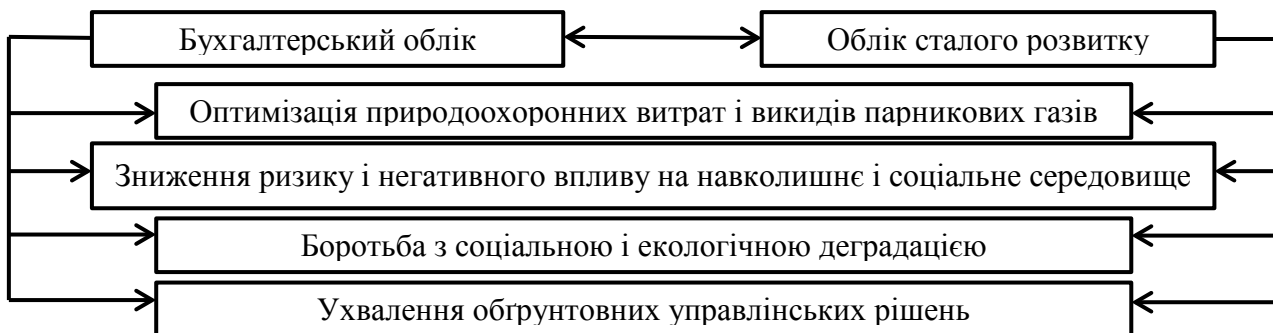 Бухгалтерський облік
Облік сталого розвитку
Оптимізація природоохоронних витрат і викидів парникових газів
Зниження ризику і негативного впливу на навколишнє і соціальне середовище
Боротьба з соціальною і екологічною деградацією
Ухвалення обґрунтовних управлінських рішень